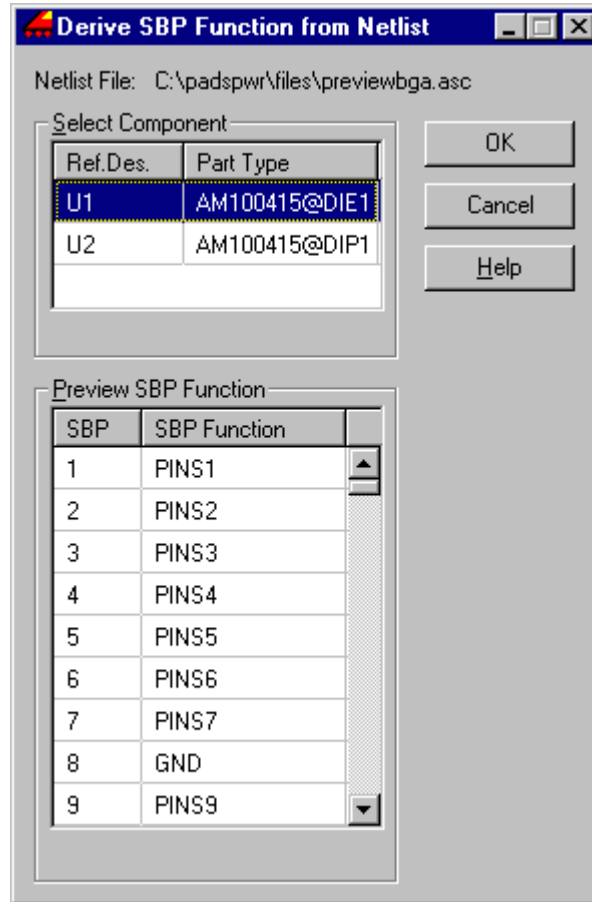 Derive SBP Function from Netlist
Netlist File: C:\padspwr\files\previewbga.asc
Select Component
Ref.Des. Part Type
U1 AM100415@DIE1
U2 AM100415@DIP1
OK
Cancel
Help
Preview SBP Function
SBP SBP Function
1 PINS1
2 PINS2
3 PINS3
4 PINS4
5 PINS5
6 PINS6
7 PINS7
8 GND
9 PINS9